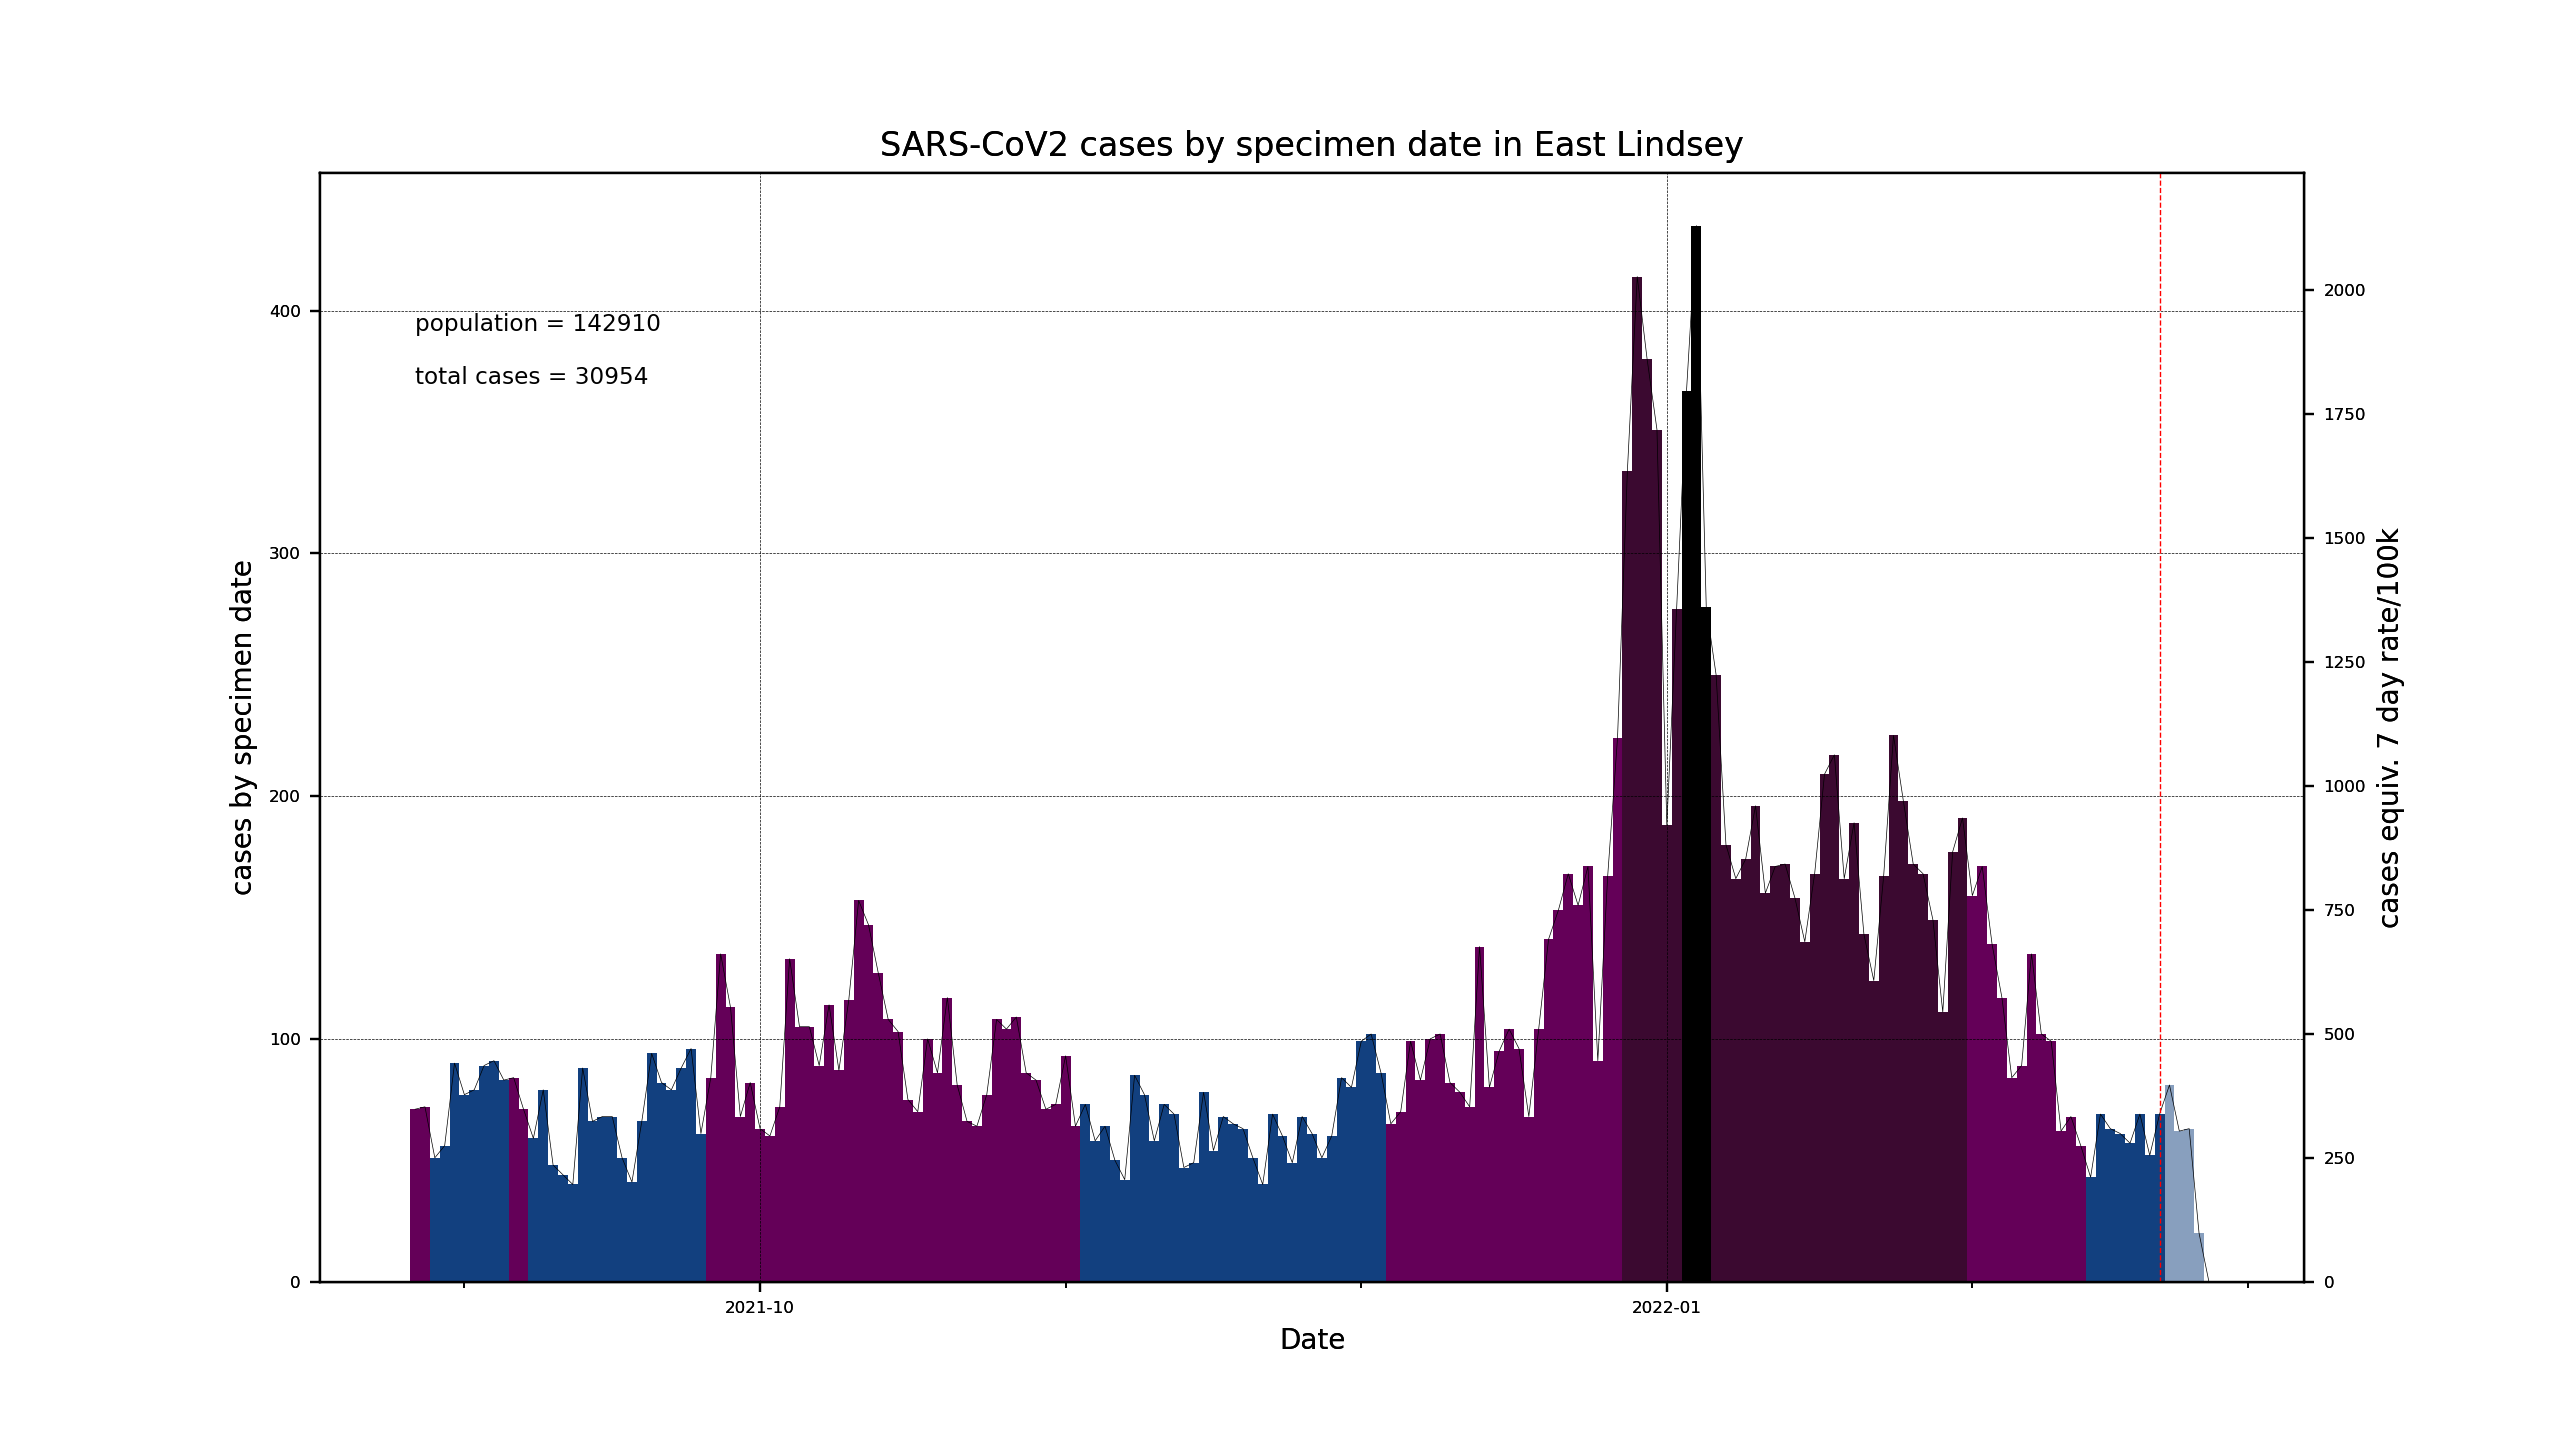 SARS-CoV2 cases by specimen date in East Lindsey
population = 142910
total cases = 30954
cases by specimen date
400
300
200
100
0
2000
1750
1500
1250
1000
750
500
250
0
cases equiv. 7 day rate/100k
2021-10
2022-01
Date